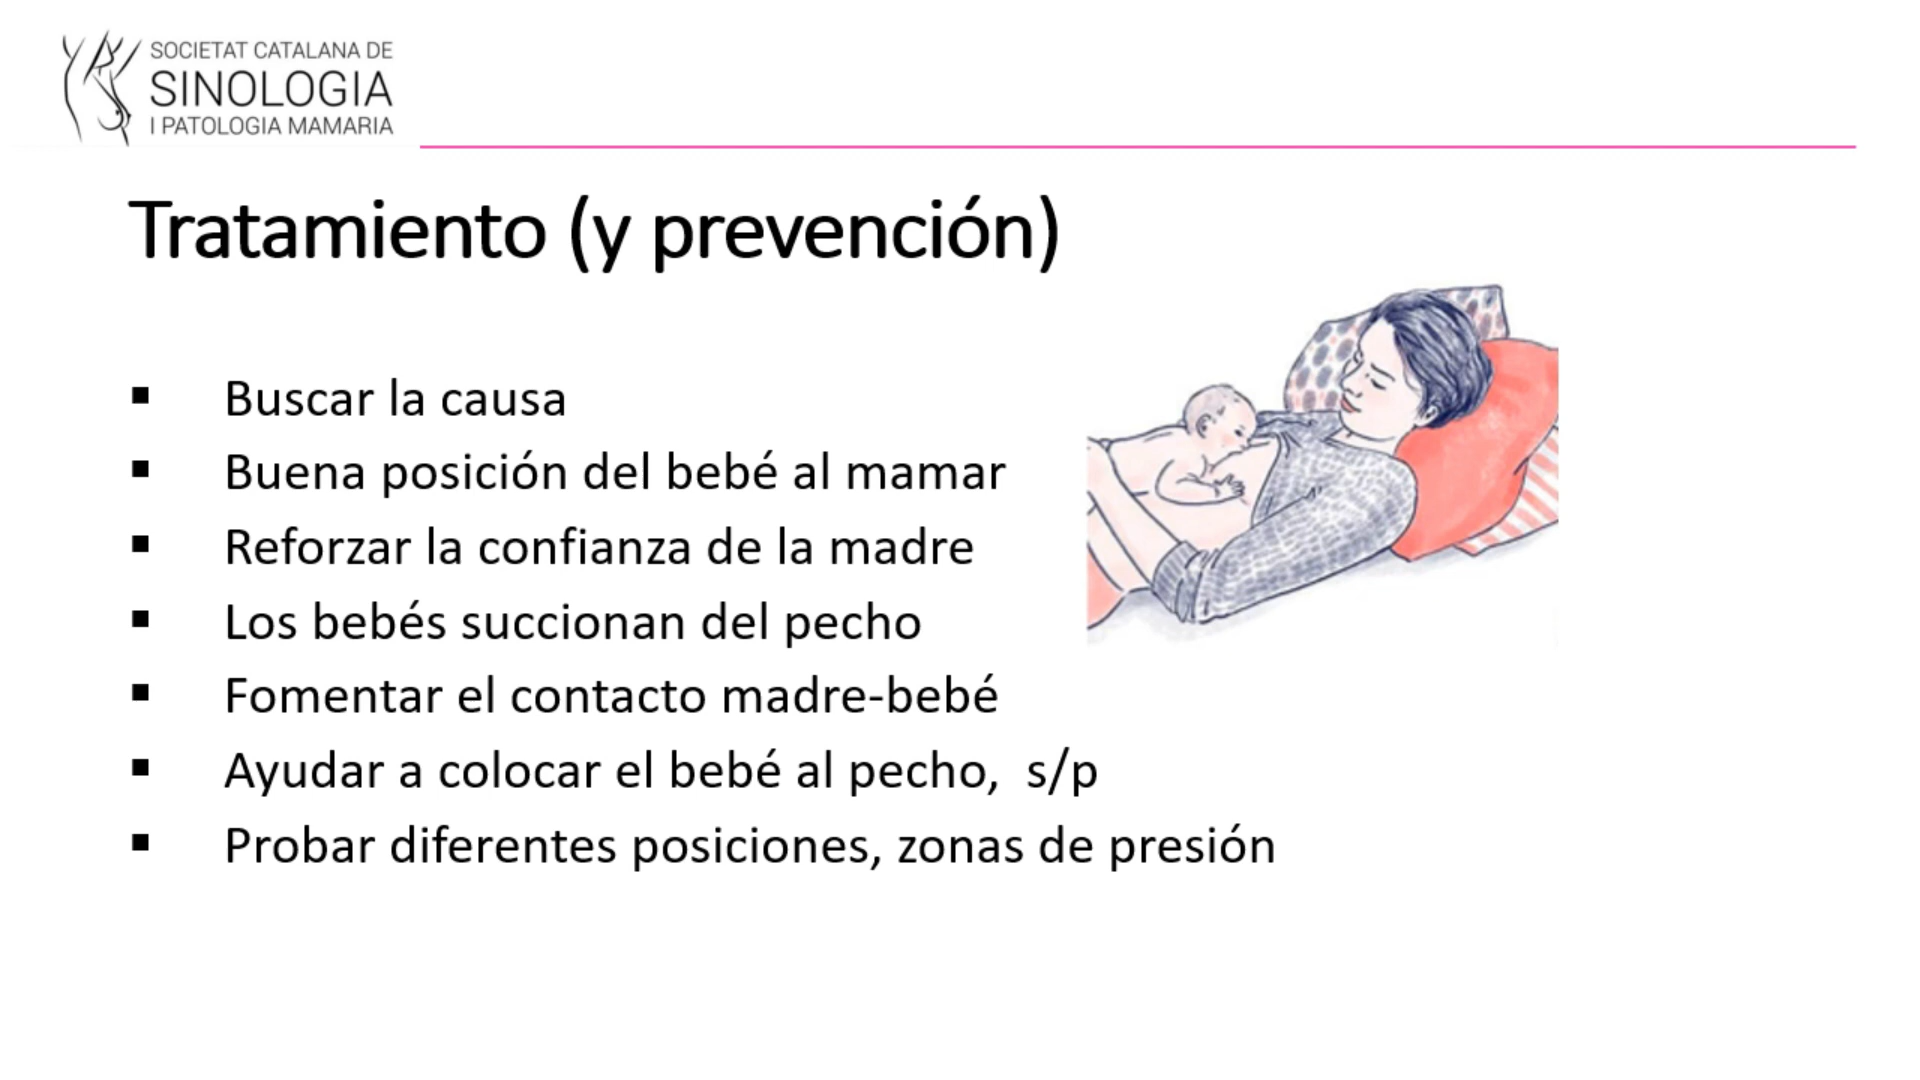 SOCIETAT CATALANA DE
SINOLOGIA
I PATOLOGIA MAMARIA
Tratamiento (y prevención)
▪ Buscar la causa
▪ Buena posición del bebé al mamar
▪ Reforzar la confianza de la madre
▪ Los bebés succionan del pecho
▪ Fomentar el contacto madre-bebé
▪ Ayudar a colocar el bebé al pecho,  s/p
▪ Probar diferentes posiciones, zonas de presión